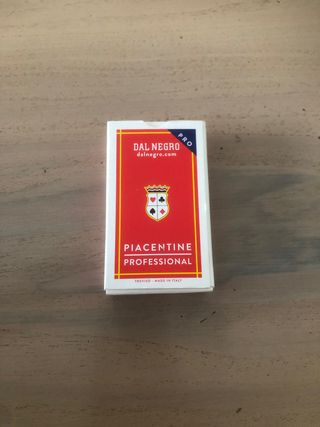 PRO
DAL NEGRO
dalnegro.com
PIACENTINE
PROFESSIONAL
TREVISO - MADE IN ITALY